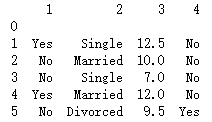 1 2 3 4
0
1 Yes Single 12.5 No
2 No Married 10.0 No
3 No Single 7.0 No
4 Yes Married 12.0 No
5 No Divorced 9.5 Yes